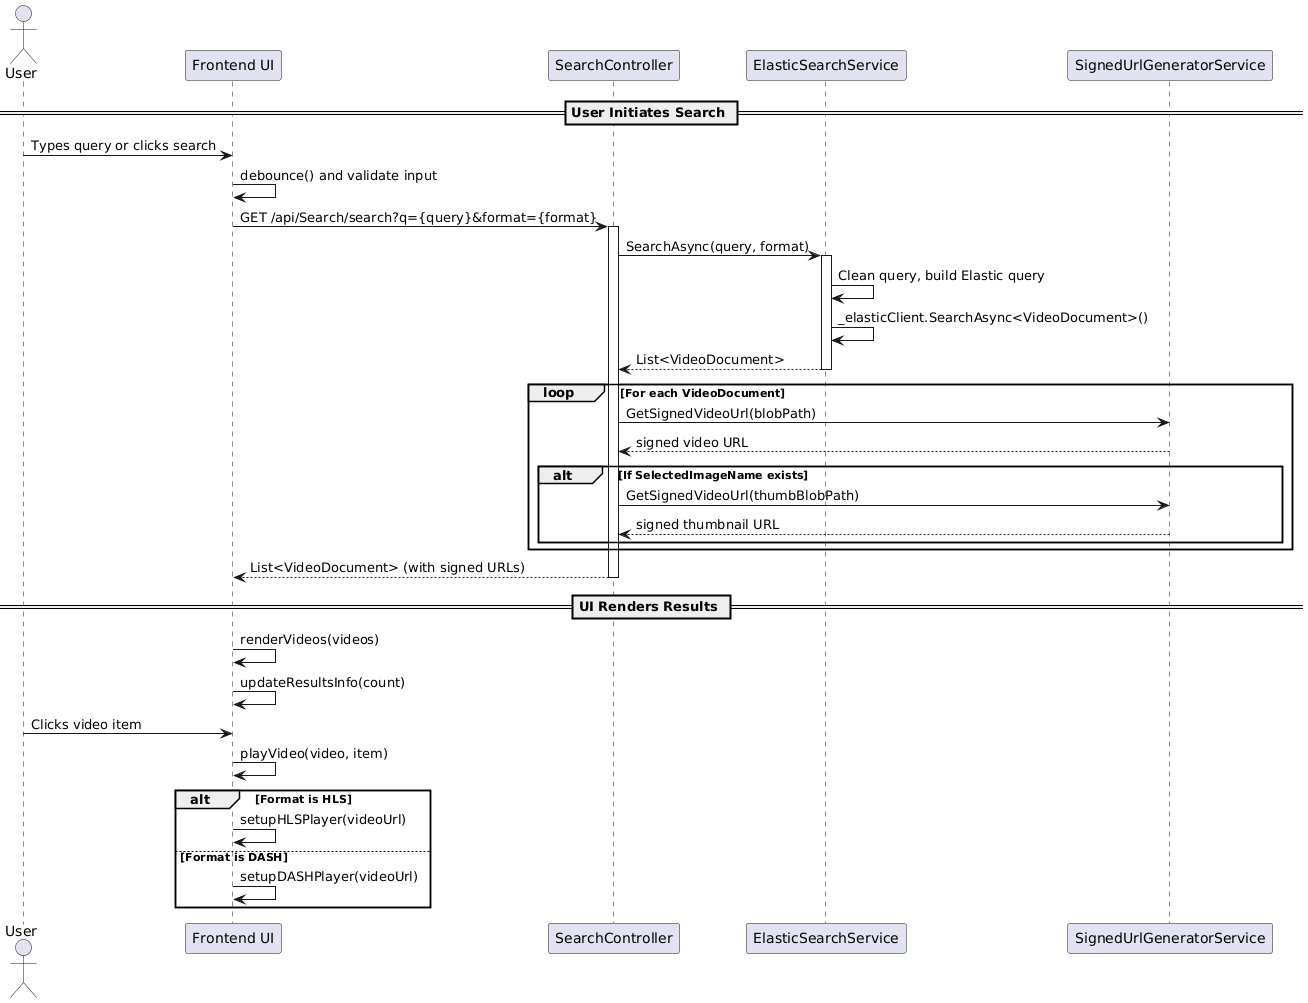 User
Frontend UI
SearchController
ElasticSearchService
SignedUrlGeneratorService
User Initiates Search
Types query or clicks search
debounce() and validate input
GET /api/Search/search?q={query}&format={format}
SearchAsync(query, format)
Clean query, build Elastic query
_elasticClient.SearchAsync<VideoDocument>()
List<VideoDocument>
loop [For each VideoDocument]
GetSignedVideoUrl(blobPath)
signed video URL
alt [If SelectedImageName exists]
GetSignedVideoUrl(thumbBlobPath)
signed thumbnail URL
List<VideoDocument> (with signed URLs)
UI Renders Results
renderVideos(videos)
updateResultsInfo(count)
Clicks video item
playVideo(video, item)
alt [Format is HLS]
setupHLSPlayer(videoUrl)
[Format is DASH]
setupDASHPlayer(videoUrl)
User
Frontend UI
SearchController
ElasticSearchService
SignedUrlGeneratorService